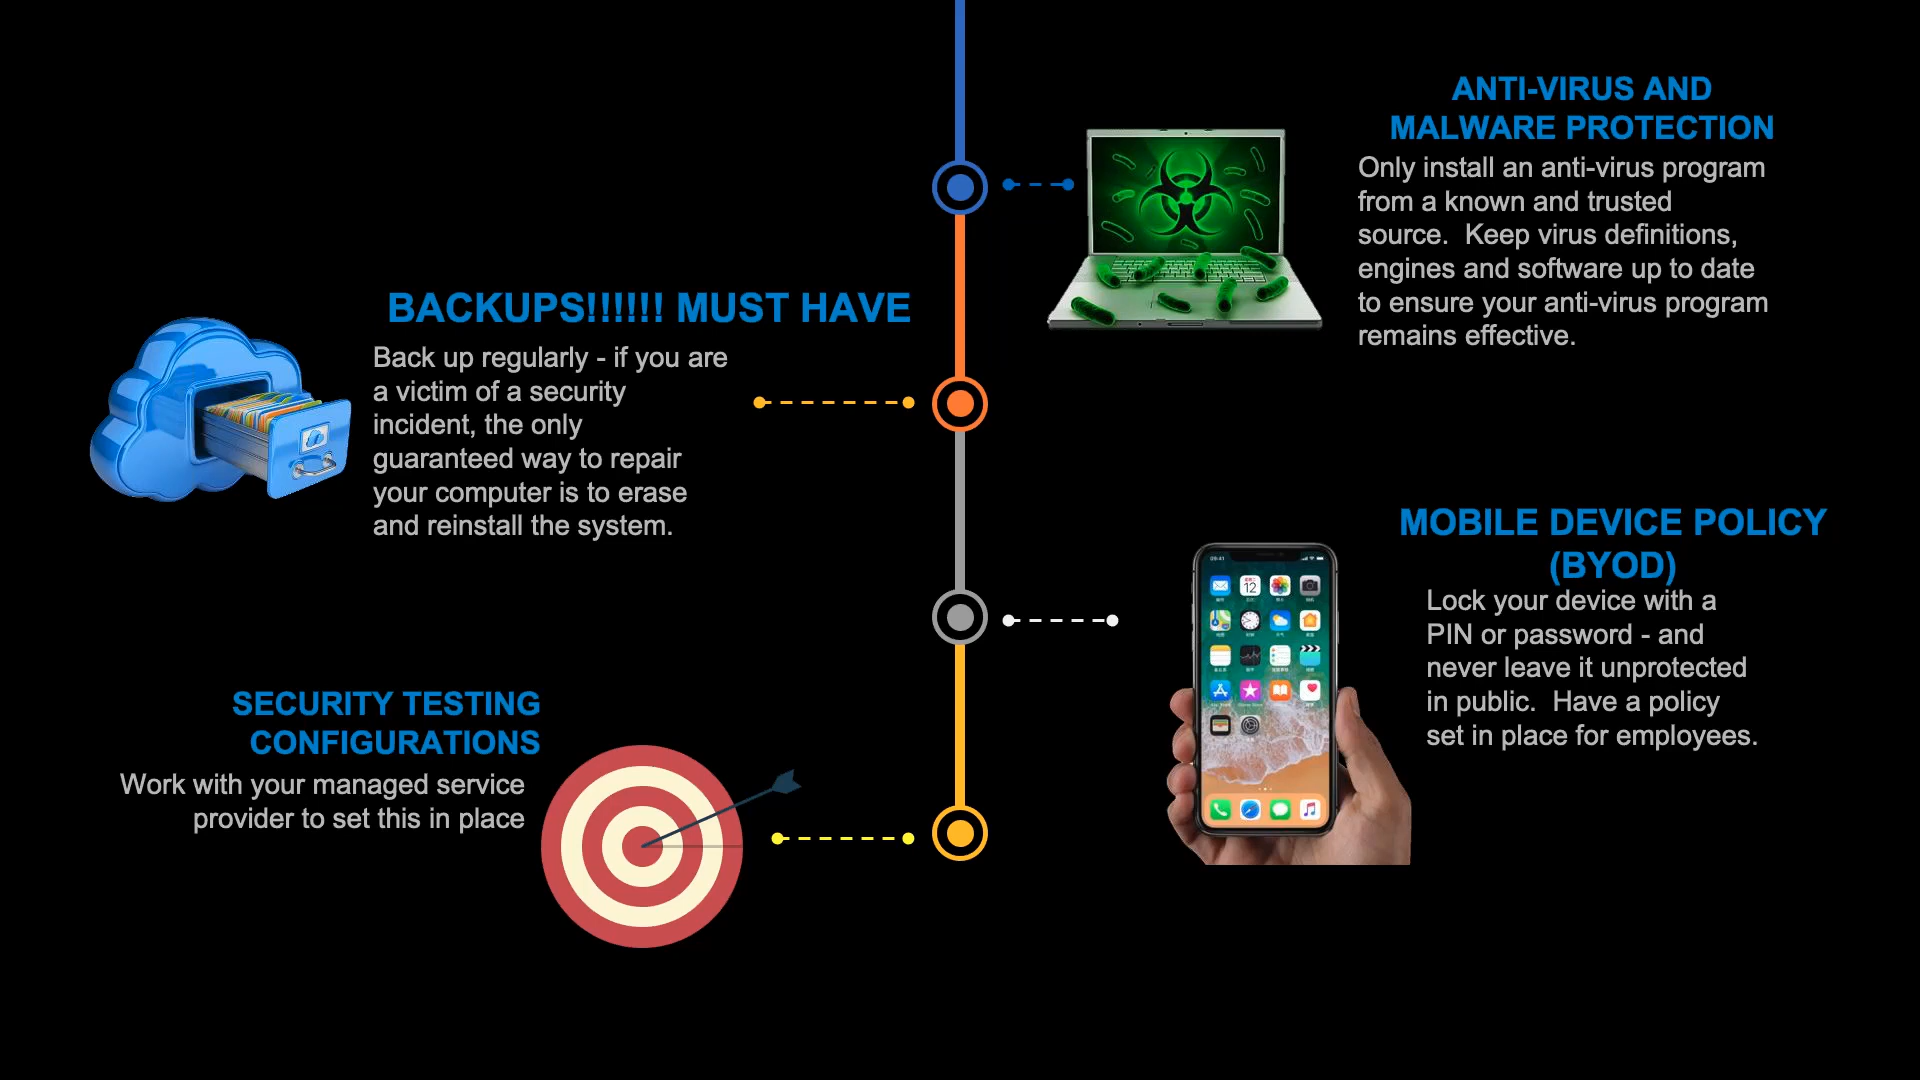 ANTI-VIRUS AND
MALWARE PROTECTION
Only install an anti-virus program
from a known and trusted
source.  Keep virus definitions,
engines and software up to date
to ensure your anti-virus program
remains effective.
BACKUPS!!!!!! MUST HAVE
Back up regularly - if you are
a victim of a security
incident, the only
guaranteed way to repair
your computer is to erase
and reinstall the system.
MOBILE DEVICE POLICY
(BYOD)
Lock your device with a
PIN or password - and
never leave it unprotected
in public.  Have a policy
set in place for employees.
09:41
12
SECURITY TESTING
CONFIGURATIONS
Work with your managed service
provider to set this in place